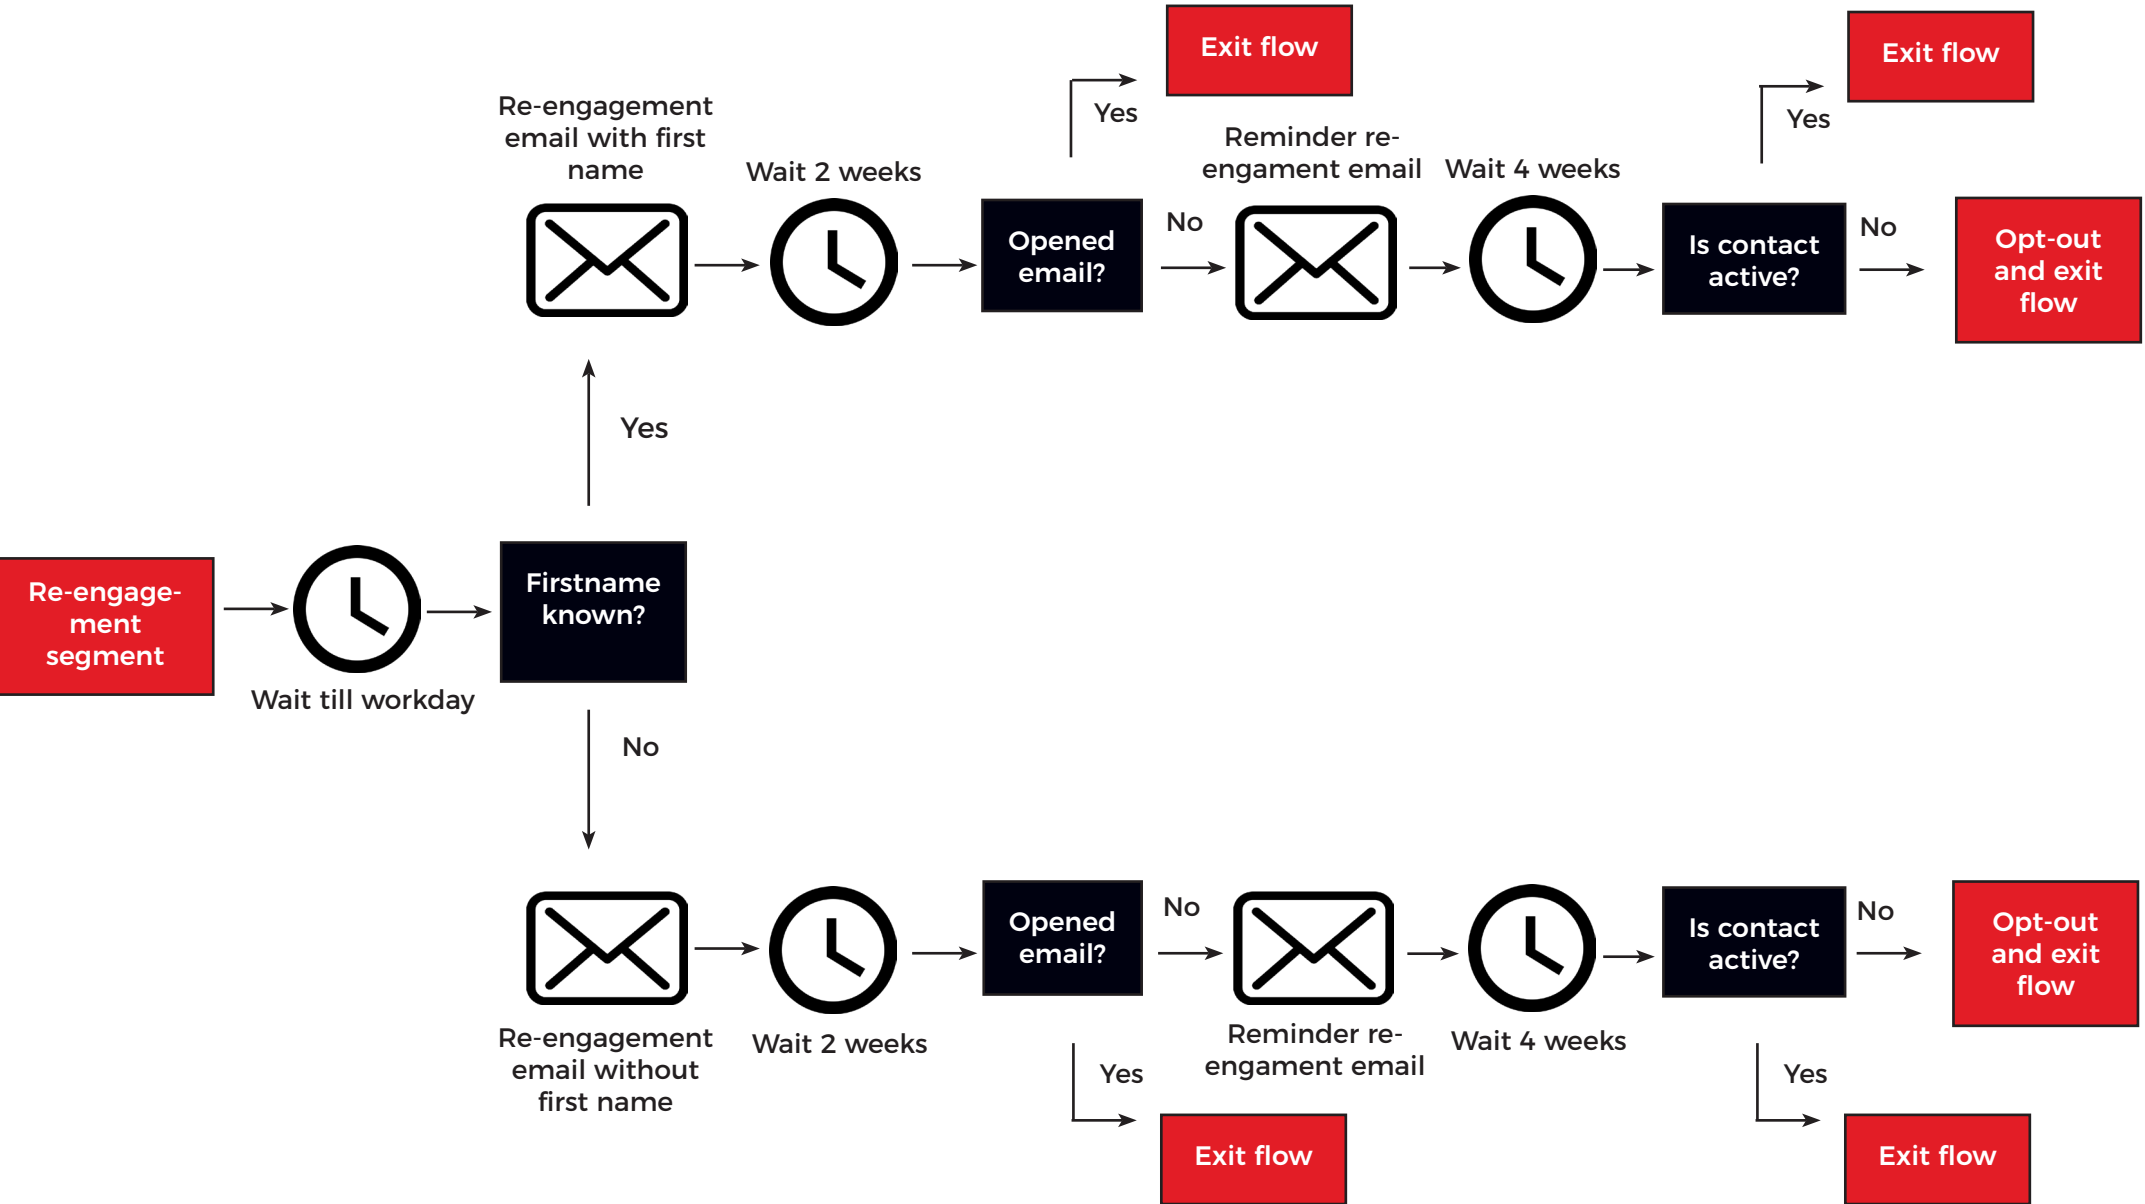 Exit flow
Exit flow
Yes
Yes
Re-engagement
email with first
name
Wait 2 weeks
Reminder re-
engament email
Wait 4 weeks
Opened
email?
No
Is contact
active?
No
Opt-out
and exit
flow
Yes
Firstname
known?
Re-engage-
ment
segment
Wait till workday
No
Opened
email?
No
Is contact
active?
No
Opt-out
and exit
flow
Re-engagement
email without
first name
Wait 2 weeks
Reminder re-
engament email
Wait 4 weeks
Yes
Yes
Exit flow
Exit flow